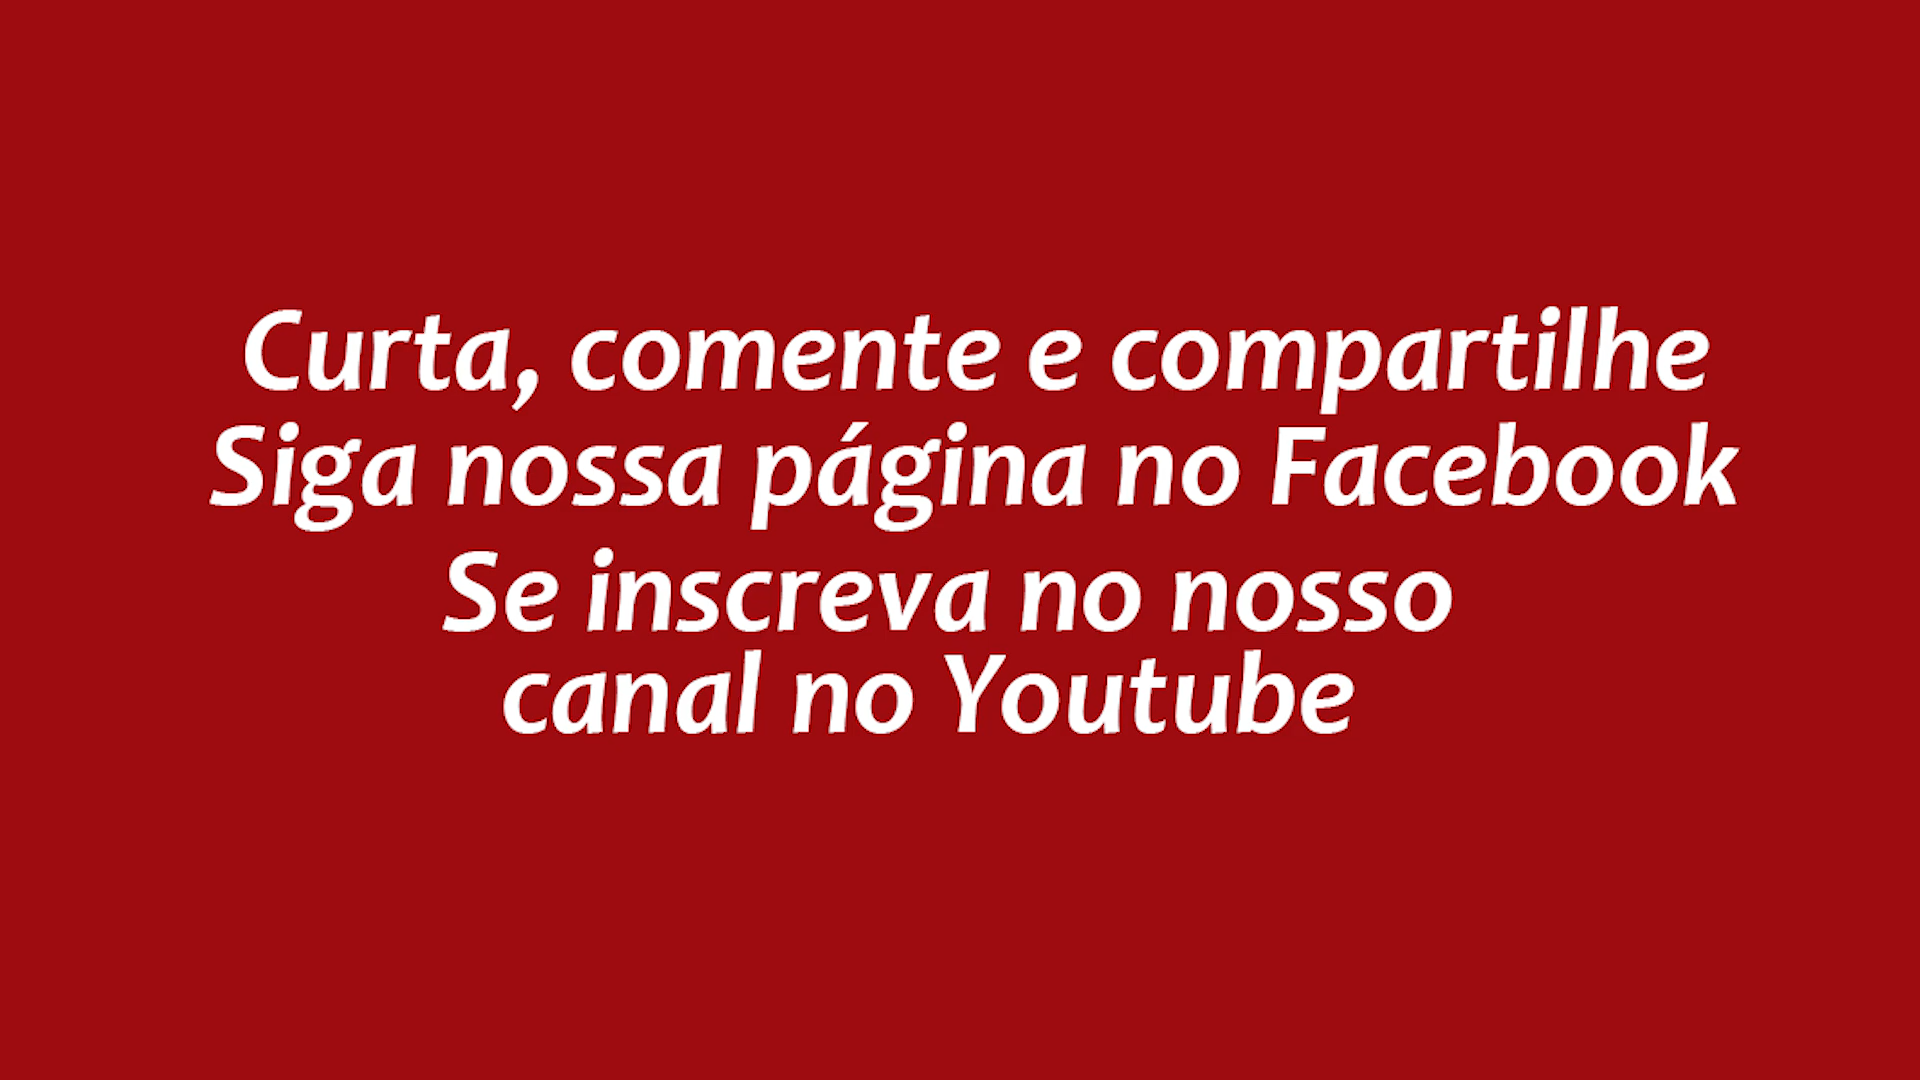 Curta, comente e compartilhe
Siga nossa página no Facebook
Se inscreva no nosso
canal no Youtube